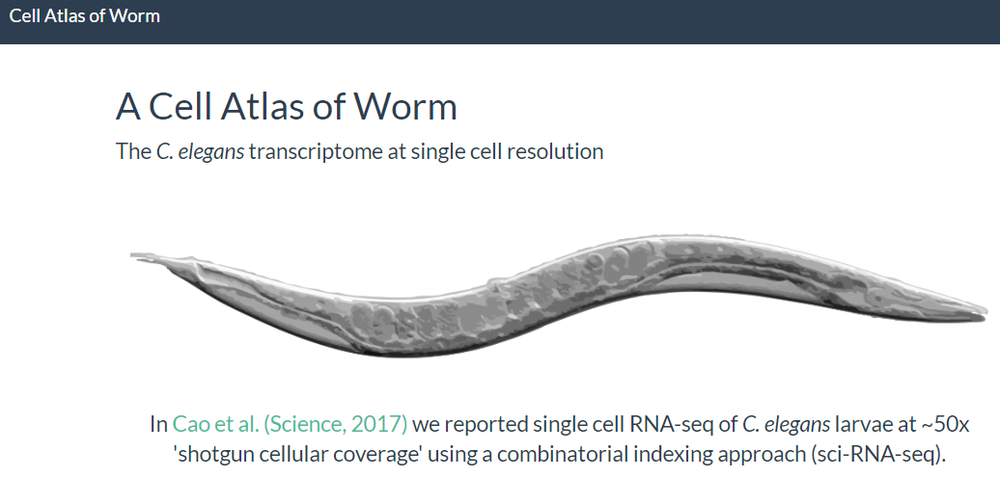 Cell Atlas of Worm
A Cell Atlas of Worm
The C. elegans transcriptome at single cell resolution
In Cao et al. (Science, 2017) we reported single cell RNA-seq of C. elegans larvae at ~50x
'shotgun cellular coverage' using a combinatorial indexing approach (sci-RNA-seq).